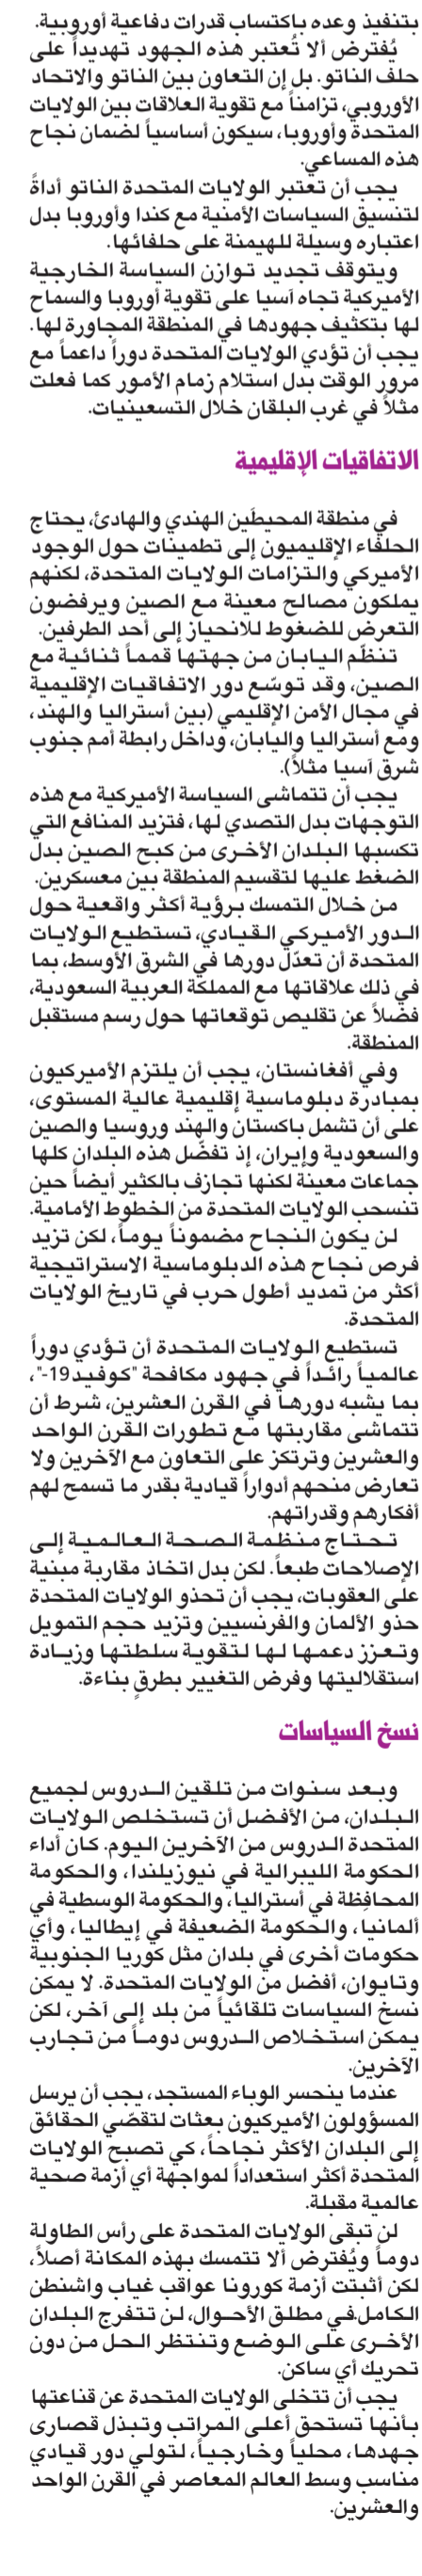 بتنفيذ وعده باكتساب قدرات دفاعية أوروبية.
يُفترض ألا تُعتبر هذه الجهود تهديداً على
حلف الناتو. بل إن التعاون بين الناتو والاتحاد
الأوروبي، تزامناً مع تقوية العلاقات بين الولايات
المتحدة وأوروبا، سيكون أساسياً لضمان نجاح
هذه المساعي.
يجب أن تعتبر الولايات المتحدة الناتو أداةً
لتنسيق السياسات الأمنية مع كندا وأوروبا بدل
اعتباره وسيلة للهيمنة على حلفائها.
ويتوقف تجديد توازن السياسة الخارجية
الأميركية تجاه آسيا على تقوية أوروبا والسماح
لها بتكثيف جهودها في المنطقة المجاورة لها.
يجب أن تؤدي الولايات المتحدة دوراً داعماً مع
مرور الوقت بدل استلام زمام الأمور كما فعلت
مثلاً في غرب البلقان خلال التسعينيات.
الاتفاقيات الإقليمية
في منطقة المحيطَين الهندي والهادئ، يحتاج
الحلفاء الإقليميون إلى تطمينات حول الوجود
الأميركي والتزامات الولايات المتحدة، لكنهم
يملكون مصالح معينة مع الصين ويرفضون
التعرض للضغوط للانحياز إلى أحد الطرفين.
تنظّم اليابان من جهتها قمماً ثنائية مع
الصين، وقد توسّع دور الاتفاقيات الإقليمية
في مجال الأمن الإقليمي (بين أستراليا والهند،
ومع أستراليا واليابان، وداخل رابطة أمم جنوب
شرق آسيا مثلاً).
يجب أن تتماشى السياسة الأميركية مع هذه
التوجهات بدل التصدي لها، فتزيد المنافع التي
تكسبها البلدان الأخرى من كبح الصين بدل
الضغط عليها لتقسيم المنطقة بين معسكرين.
من خلال التمسك برؤية أكثر واقعية حول
الدور الأميركي القيادي، تستطيع الولايات
المتحدة أن تعدّل دورها في الشرق الأوسط، بما
في ذلك علاقاتها مع المملكة العربية السعودية،
فضلاً عن تقليص توقعاتها حول رسم مستقبل
المنطقة.
وفي أفغانستان، يجب أن يلتزم الأميركيون
بمبادرة دبلوماسية إقليمية عالية المستوى،
على أن تشمل باكستان والهند وروسيا والصين
والسعودية وإيران، إذ تفضّل هذه البلدان كلها
جماعات معينة لكنها تجازف بالكثير أيضاً حين
تنسحب الولايات المتحدة من الخطوط الأمامية.
لن يكون النجاح مضموناً يوماً، لكن تزيد
فرص نجاح هذه الدبلوماسية الاستراتيجية
أكثر من تمديد أطول حرب في تاريخ الولايات
المتحدة.
تستطيع الولايات المتحدة أن تؤدي دوراً
عالمياً رائداً في جهود مكافحة "كوفيد19-"،
بما يشبه دورها في القرن العشرين، شرط أن
تتماشى مقاربتها مع تطورات القرن الواحد
والعشرين وترتكز على التعاون مع الآخرين ولا
تعارض منحهم أدواراً قيادية بقدر ما تسمح لهم
أفكارهم وقدراتهم.
تحتاج منظمة الصحة العالمية إلى
الإصلاحات طبعاً. لكن بدل اتخاذ مقاربة مبنية
على العقوبات، يجب أن تحذو الولايات المتحدة
حذو الألمان والفرنسيين وتزيد حجم التمويل
وتعزز دعمها لها لتقوية سلطتها وزيادة
استقلاليتها وفرض التغيير بطرقٍ بناءة.
نسخ السياسات
وبعد سنوات من تلقين الدروس لجميع
البلدان، من الأفضل أن تستخلص الولايات
المتحدة الدروس من الآخرين اليوم. كان أداء
الحكومة الليبرالية في نيوزيلندا، والحكومة
المحافِظة في أستراليا، والحكومة الوسطية في
ألمانيا، والحكومة الضعيفة في إيطاليا، وأي
حكومات أخرى في بلدان مثل كوريا الجنوبية
وتايوان، أفضل من الولايات المتحدة. لا يمكن
نسخ السياسات تلقائياً من بلد إلى آخر، لكن
يمكن استخلاص الدروس دوماً من تجارب
الآخرين.
عندما ينحسر الوباء المستجد، يجب أن يرسل
المسؤولون الأميركيون بعثات لتقصّي الحقائق
إلى البلدان الأكثر نجاحاً، كي تصبح الولايات
المتحدة أكثر استعداداً لمواجهة أي أزمة صحية
عالمية مقبلة.
لن تبقى الولايات المتحدة على رأس الطاولة
دوماً ويُفترض ألا تتمسك بهذه المكانة أصلاً،
لكن أثبتت أزمة كورونا عواقب غياب واشنطن
الكامل.في مطلق الأحوال، لن تتفرج البلدان
الأخرى على الوضع وتنتظر الحل من دون
تحريك أي ساكن.
يجب أن تتخلى الولايات المتحدة عن قناعتها
بأنها تستحق أعلى المراتب وتبذل قصارى
جهدها، محلياً وخارجياً، لتولي دور قيادي
مناسب وسط العالم المعاصر في القرن الواحد
والعشرين.